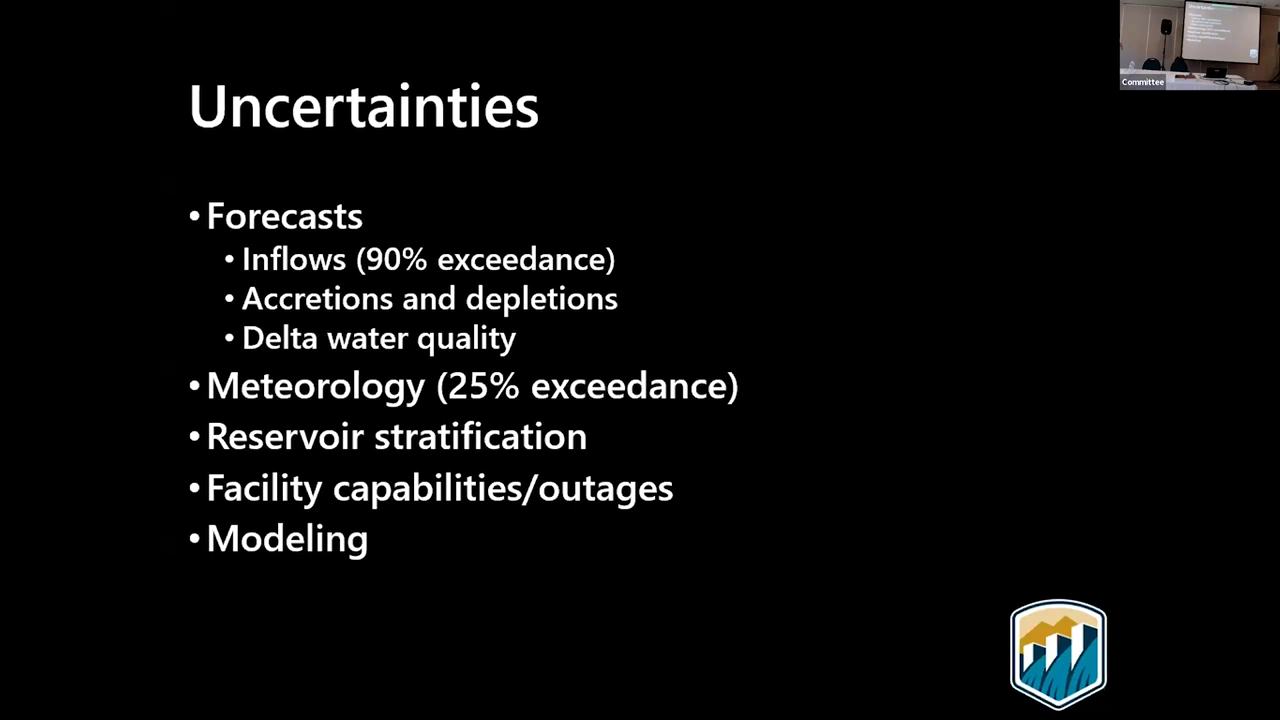 Uncertainties
• Forecasts
• Inflows (90% exceedance)
• Accretions and depletions
• Delta water quality
• Meteorology (25% exceedance)
• Reservoir stratification
• Facility capabilities/outages
• Modeling
Committee